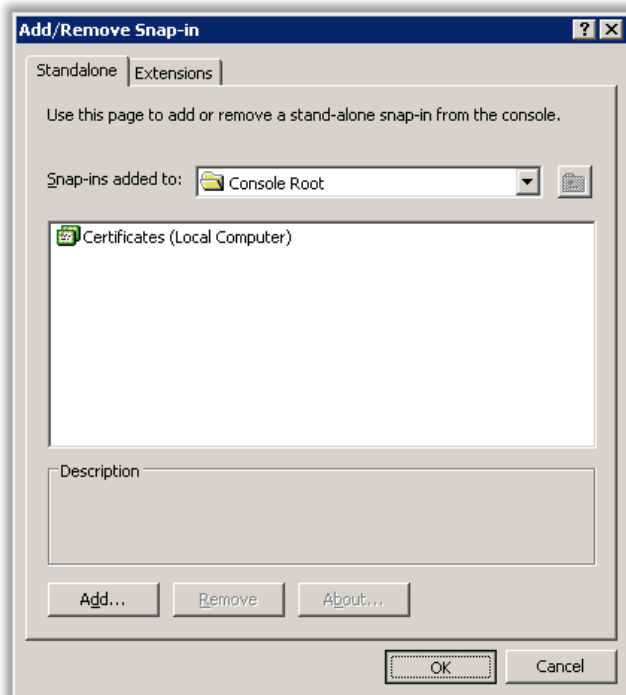 Add/Remove Snap-in
Standalone
Extensions
Use this page to add or remove a stand-alone snap-in from the console.
Snap-ins added to:
Console Root
Certificates (Local Computer)
Description
Add...
Remove
About...
OK
Cancel